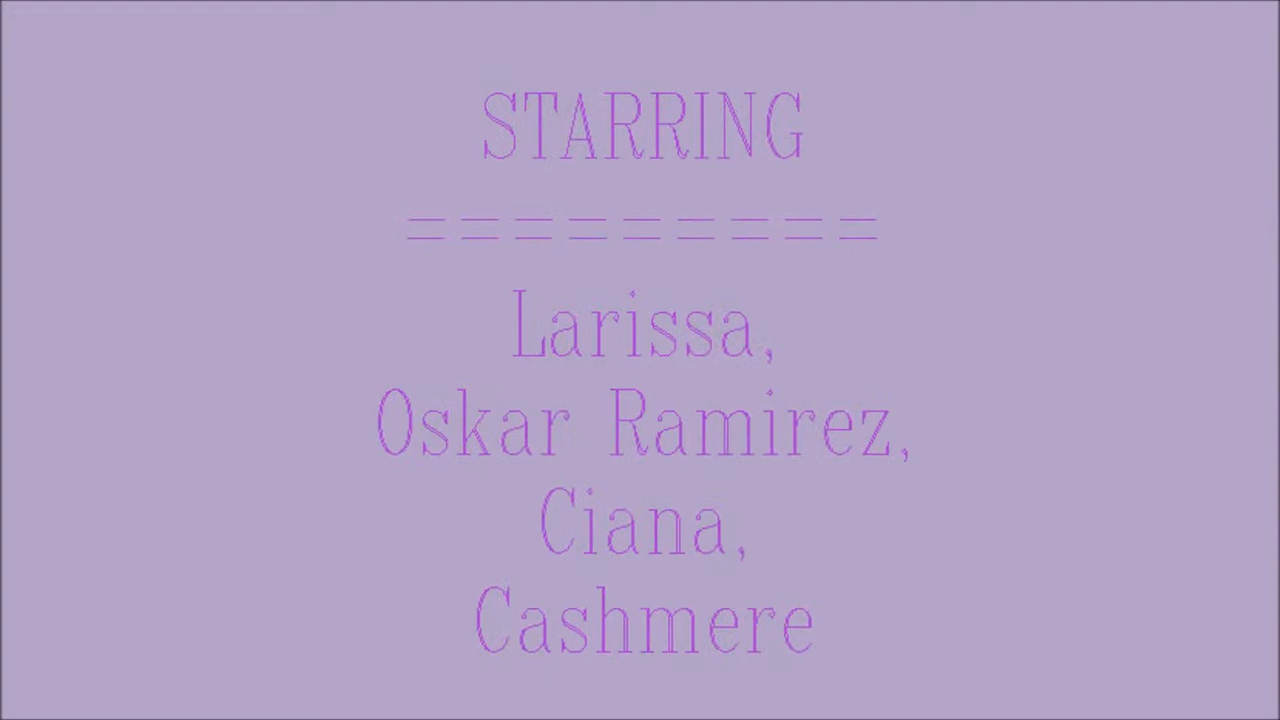 STARRING
=========
Larissa,
Oskar Ramirez,
Ciana,
Cashmere